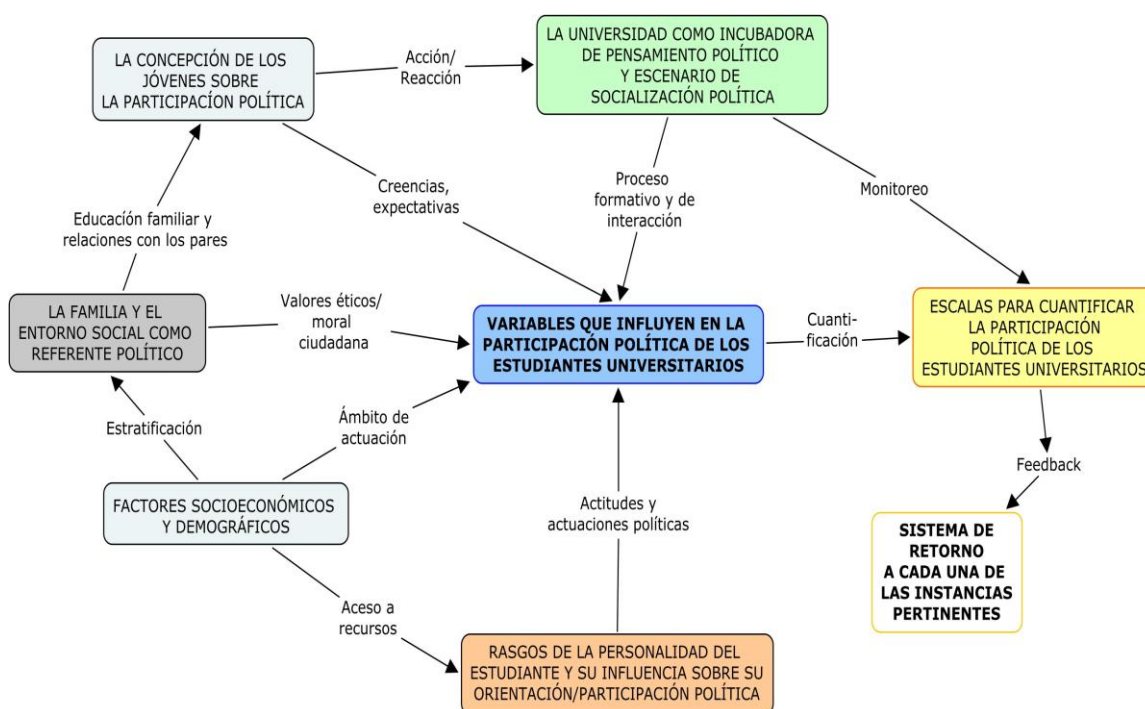 LA CONCEPCIÓN DE LOS
JÓVENES SOBRE
LA PARTICIPACÍON POLÍTICA
Acción/
Reacción
LA UNIVERSIDAD COMO INCUBADORA
DE PENSAMIENTO POLÍTICO
Y ESCENARIO DE
SOCIALIZACIÓN POLÍTICA
Creencias,
expectativas
Proceso
formativo y de
interacción
Monitoreo
Educacíón familiar y
relaciones con los pares
LA FAMILIA Y EL
ENTORNO SOCIAL COMO
REFERENTE POLÍTICO
Valores éticos/
moral
ciudadana
VARIABLES QUE INFLUYEN EN LA
PARTICIPACIÓN POLÍTICA DE LOS
ESTUDIANTES UNIVERSITARIOS
Cuanti-
ficación
ESCALAS PARA CUANTIFICAR
LA PARTICIPACIÓN
POLÍTICA DE LOS
ESTUDIANTES UNIVERSITARIOS
Estratificación
Ámbito de
actuación
FACTORES SOCIOECONÓMICOS
Y DEMOGRÁFICOS
Actitudes y
actuaciones políticas
Feedback
SISTEMA DE
RETORNO
A CADA UNA DE
LAS INSTANCIAS
PERTINENTES
Aceso a
recursos
RASGOS DE LA PERSONALIDAD DEL
ESTUDIANTE Y SU INFLUENCIA SOBRE SU
ORIENTACIÓN/PARTICIPACIÓN POLÍTICA